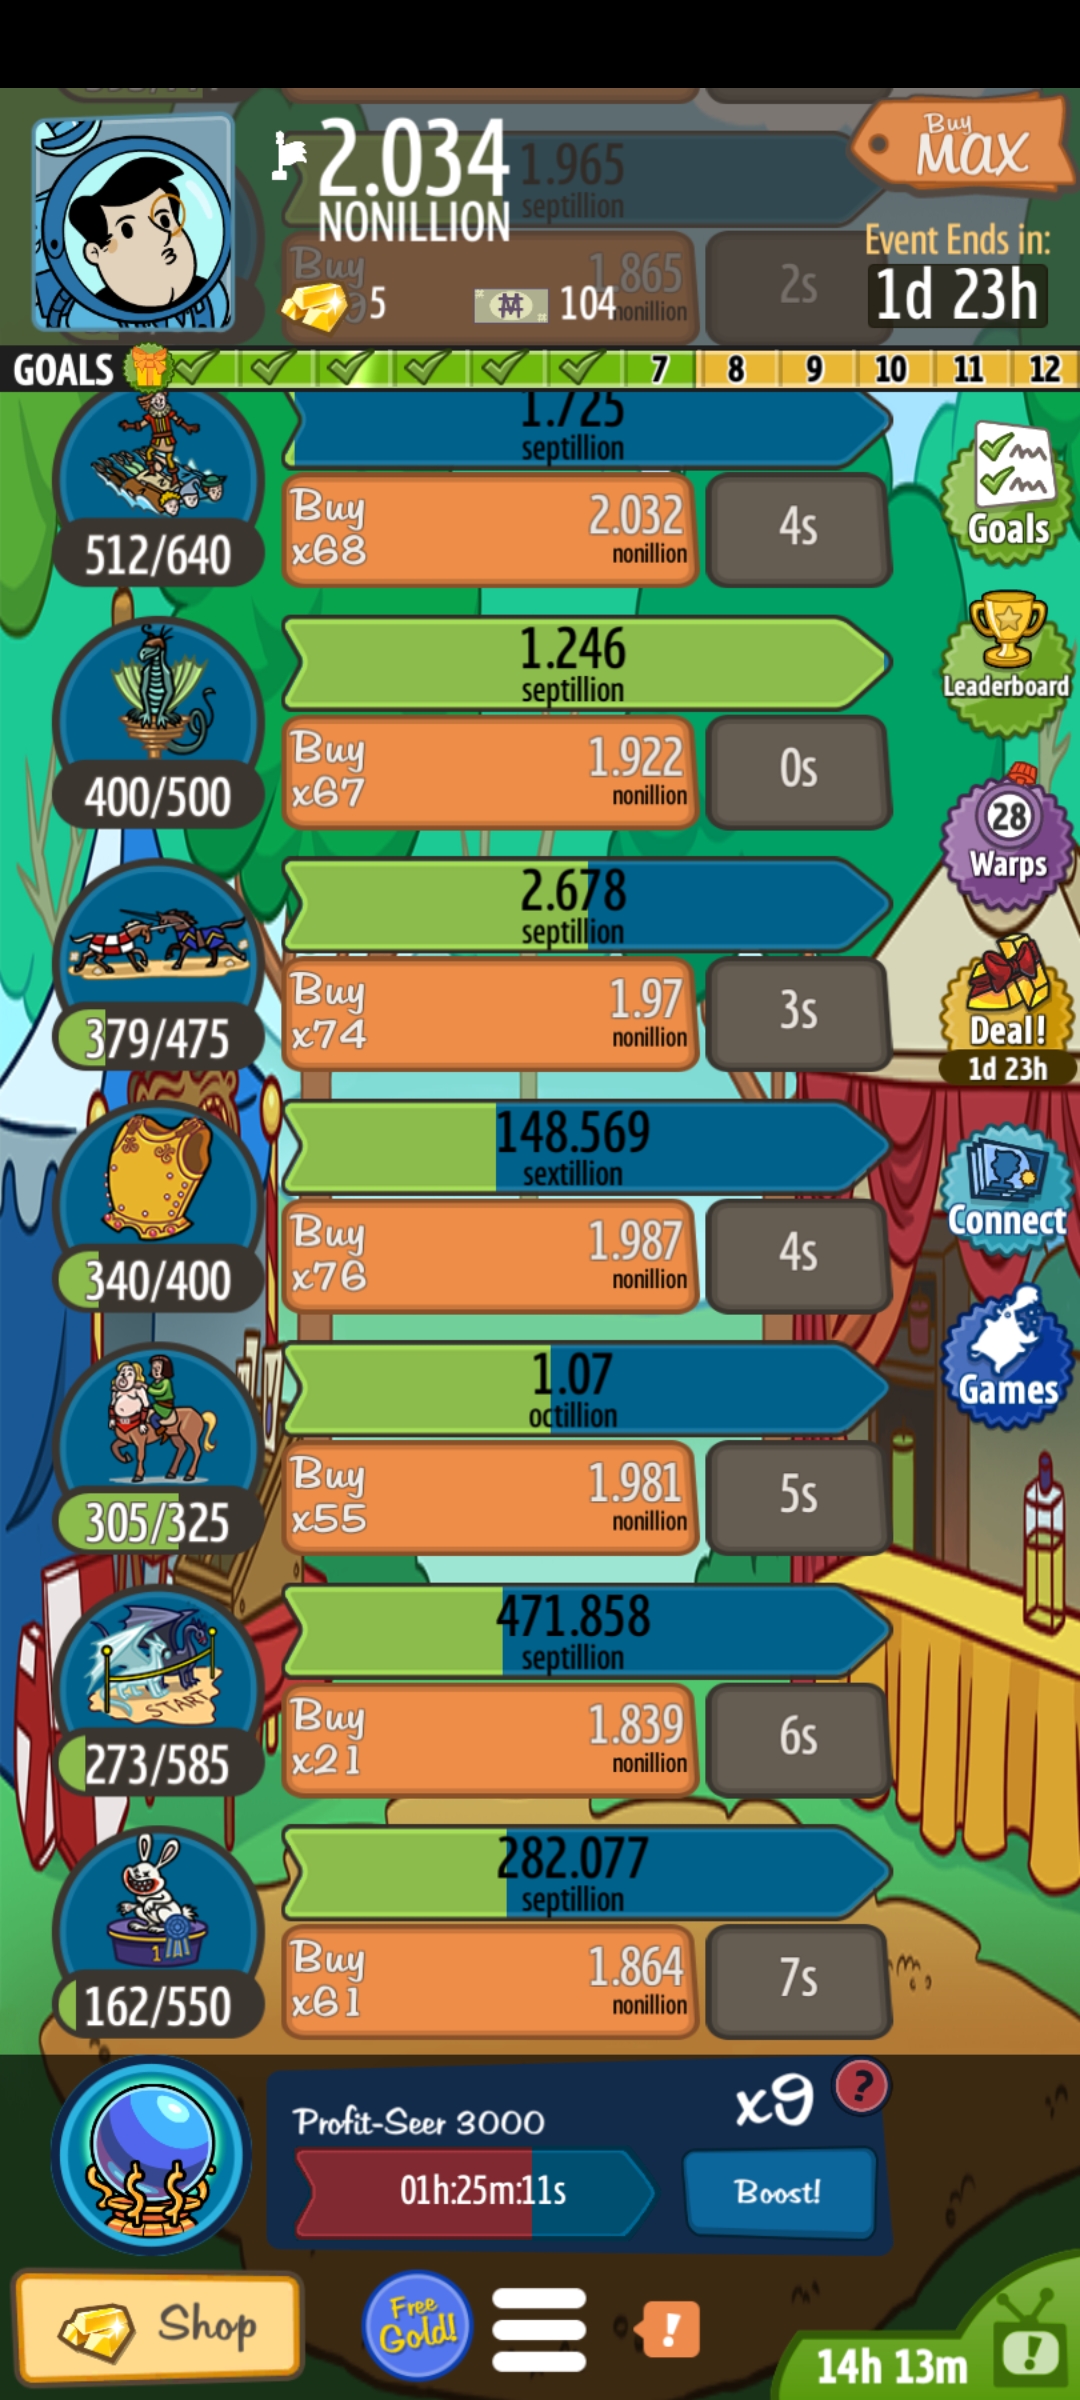 2.034
NONILLION
1.965
septillion
Buy
MAX
Event Ends in:
1d 23h
Buy
1.865
nonillion
2s
5
104
GOALS 7 8 9 10 11 12
1.725
septillion
512/640
Buy
x68
2.032
nonillion
4s
Goals
1.246
septillion
400/500
Buy
x67
1.922
nonillion
0s
Leaderboard
28
Warps
2.678
septillion
379/475
Buy
x74
1.97
nonillion
3s
Deal!
1d 23h
148.569
sextillion
340/400
Buy
x76
1.987
nonillion
4s
Connect
1.07
octillion
305/325
Buy
x55
1.981
nonillion
5s
Games
471.858
septillion
START
273/585
Buy
x21
1.839
nonillion
6s
282.077
septillion
1
162/550
Buy
x61
1.864
nonillion
7s
Profit-Seer 3000
x9
?
01h:25m:11s
Boost!
Shop
Free
Gold!
!
14h 13m
!